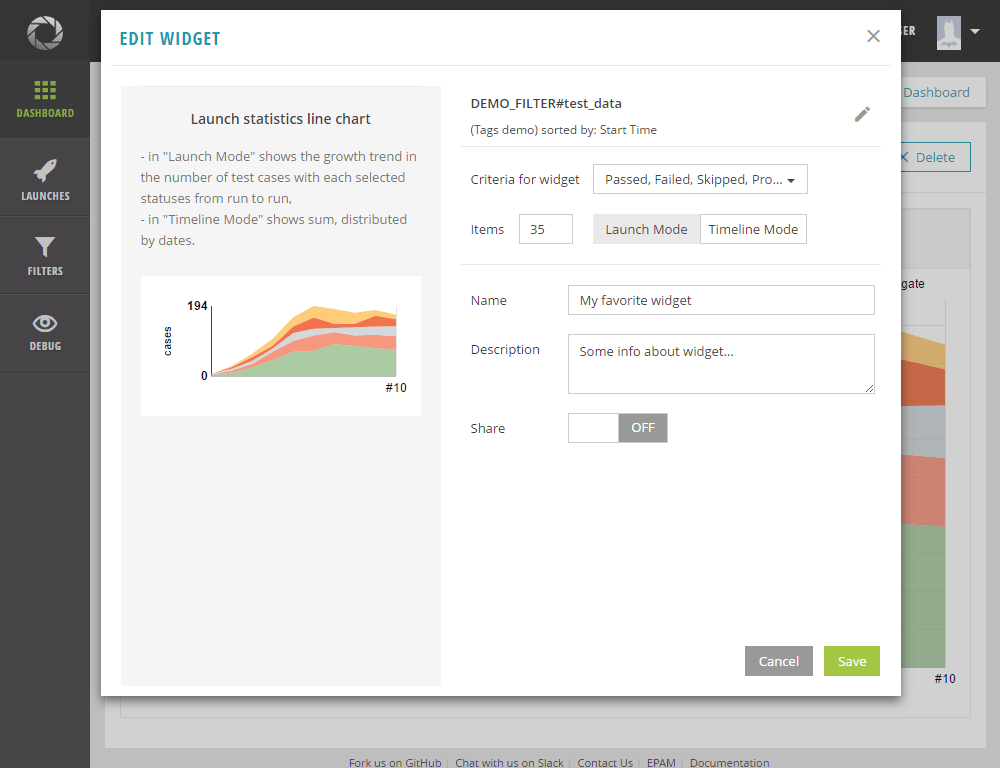 EDIT WIDGET
DASHBOARD
LAUNCHES
FILTERS
DEBUG
Launch statistics line chart
- in "Launch Mode" shows the growth trend in
the number of test cases with each selected
statuses from run to run,
- in "Timeline Mode" shows sum, distributed
by dates.
194
cases
0
#10
DEMO_FILTER#test_data
(Tags demo) sorted by: Start Time
Criteria for widget Passed, Failed, Skipped, Pro...
Items 35 Launch Mode Timeline Mode
Name My favorite widget
Description Some info about widget...
Share OFF
Cancel Save
Dashboard
Delete
#10
Fork us on GitHub Chat with us on Slack Contact Us EPAM Documentation